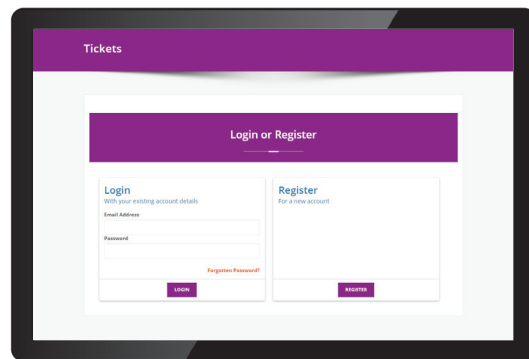 Tickets
Login or Register
Login
With your existing account details
Email Address
Password
Forgotten Password?
LOGIN
Register
For a new account
REGISTER